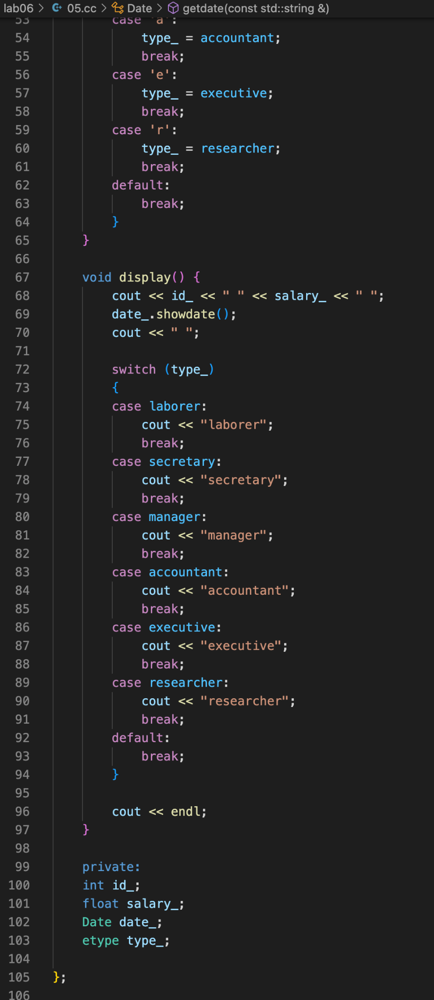 lab06 > 05.cc > Date > getdate(const std::string &)
53 case 'a':
54 type_ = accountant;
55 break;
56 case 'e':
57 type_ = executive;
58 break;
59 case 'r':
60 type_ = researcher;
61 break;
62 default:
63 break;
64 }
65 }
66
67 void display() {
68 cout << id_ << " " << salary_ << " ";
69 date_.showdate();
70 cout << " ";
71
72 switch (type_)
73 {
74 case laborer:
75 cout << "laborer";
76 break;
77 case secretary:
78 cout << "secretary";
79 break;
80 case manager:
81 cout << "manager";
82 break;
83 case accountant:
84 cout << "accountant";
85 break;
86 case executive:
87 cout << "executive";
88 break;
89 case researcher:
90 cout << "researcher";
91 break;
92 default:
93 break;
94 }
95
96 cout << endl;
97 }
98
99 private:
100 int id_;
101 float salary_;
102 Date date_;
103 etype type_;
104
105 };
106